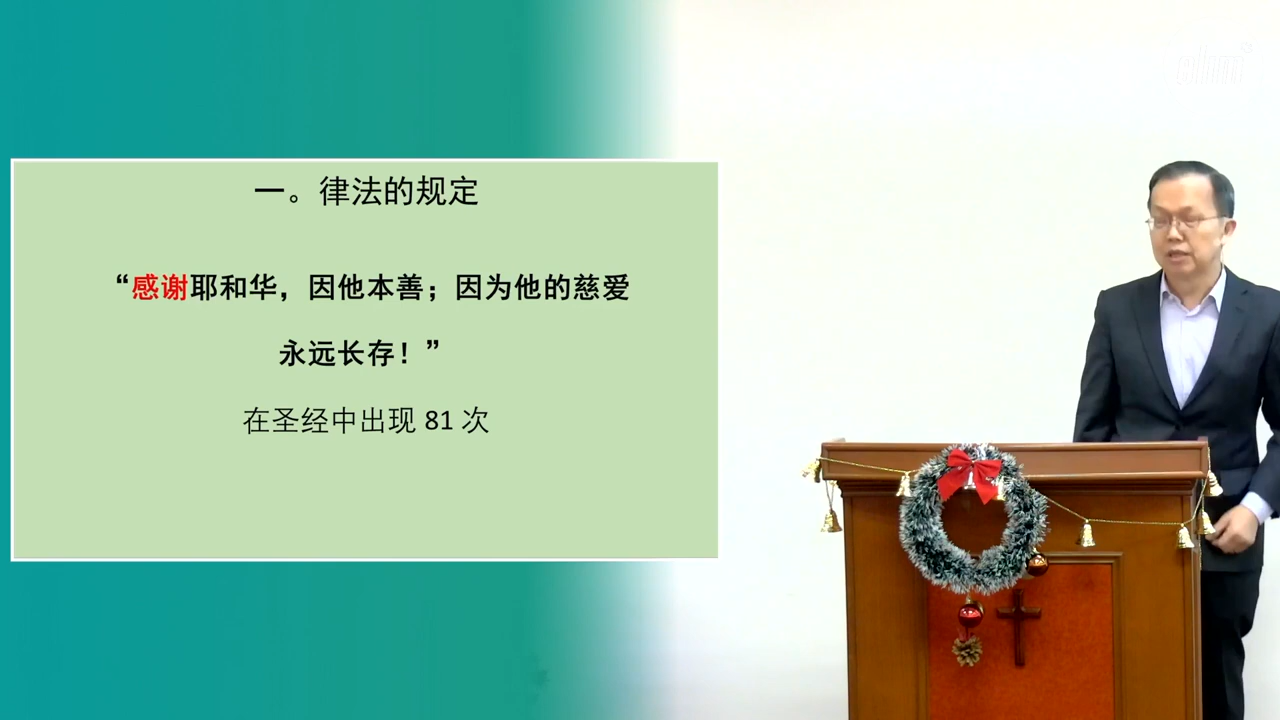 一。律法的规定
“感谢耶和华，因他本善；因为他的慈爱
永远长存！”
在圣经中出现 81 次